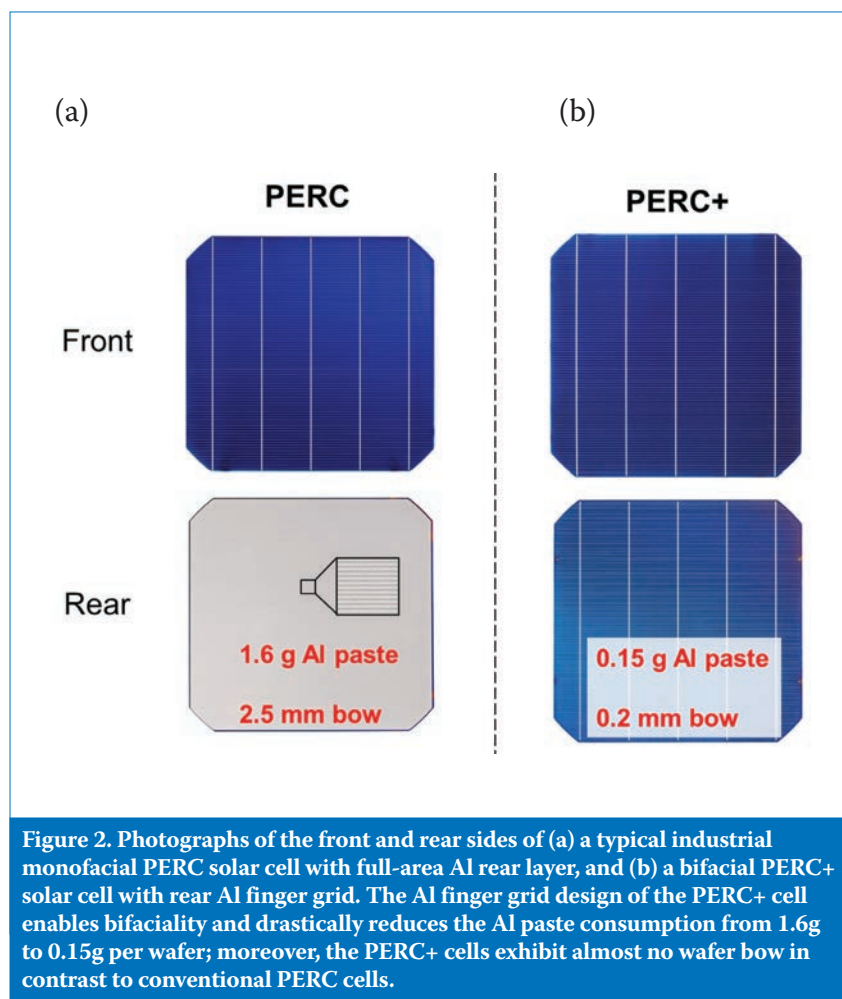 (a)
(b)
PERC
PERC+
Front
Rear
1.6 g Al paste
2.5 mm bow
0.15 g Al paste
0.2 mm bow
Figure 2. Photographs of the front and rear sides of (a) a typical industrial
monofacial PERC solar cell with full-area Al rear layer, and (b) a bifacial PERC+
solar cell with rear Al finger grid. The Al finger grid design of the PERC+ cell
enables bifaciality and drastically reduces the Al paste consumption from 1.6g
to 0.15g per wafer; moreover, the PERC+ cells exhibit almost no wafer bow in
contrast to conventional PERC cells.